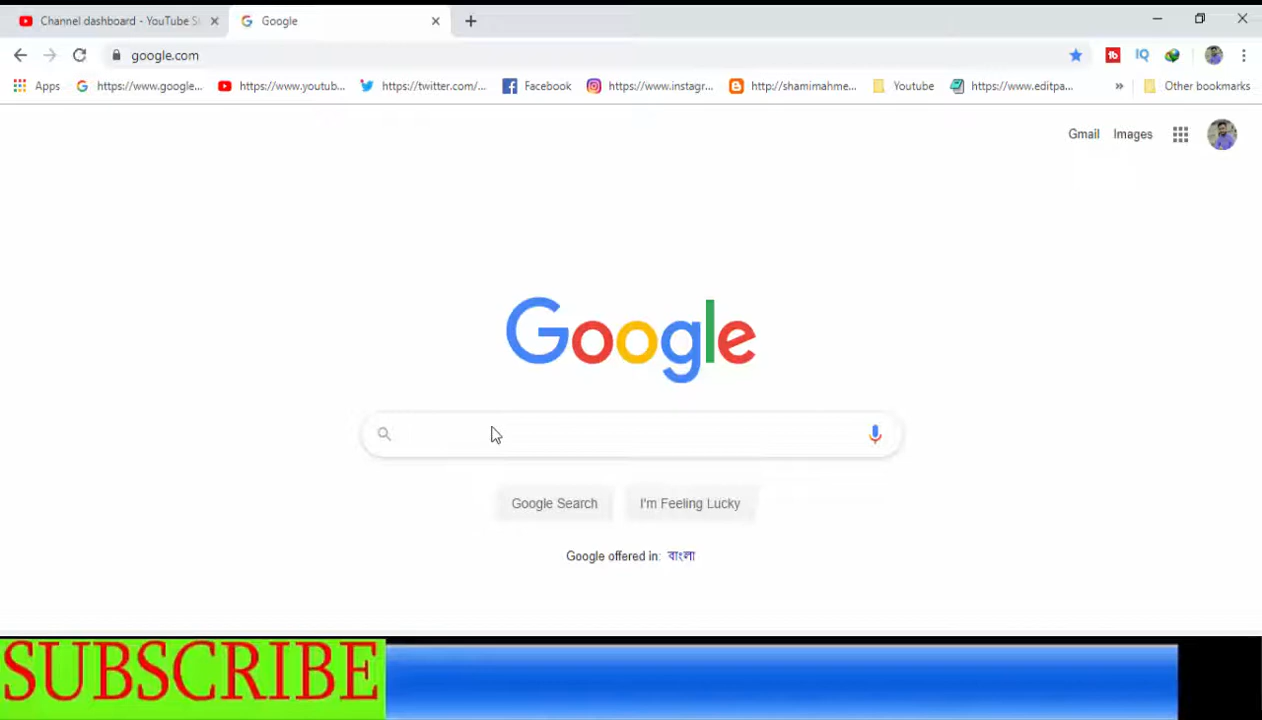 Channel dashboard - YouTube S
Google
google.com
Apps
https://www.google...
https://www.youtub...
https://twitter.com/...
Facebook
https://www.instagr...
http://shamimahme...
Youtube
https://www.editpa...
»
Other bookmarks
Gmail
Images
Google
Google Search
I'm Feeling Lucky
Google offered in: বাংলা
SUBSCRIBE